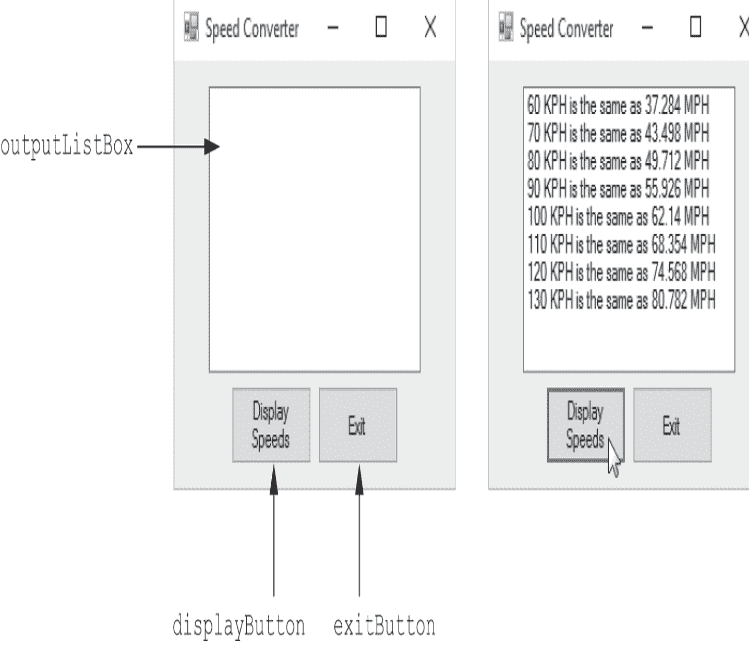 Speed Converter
outputListBox
Display
Speeds
Exit
displayButton
exitButton
Speed Converter
60 KPH is the same as 37.284 MPH
70 KPH is the same as 43.498 MPH
80 KPH is the same as 49.712 MPH
90 KPH is the same as 55.926 MPH
100 KPH is the same as 62.14 MPH
110 KPH is the same as 68.354 MPH
120 KPH is the same as 74.568 MPH
130 KPH is the same as 80.782 MPH
Display
Speeds
Exit